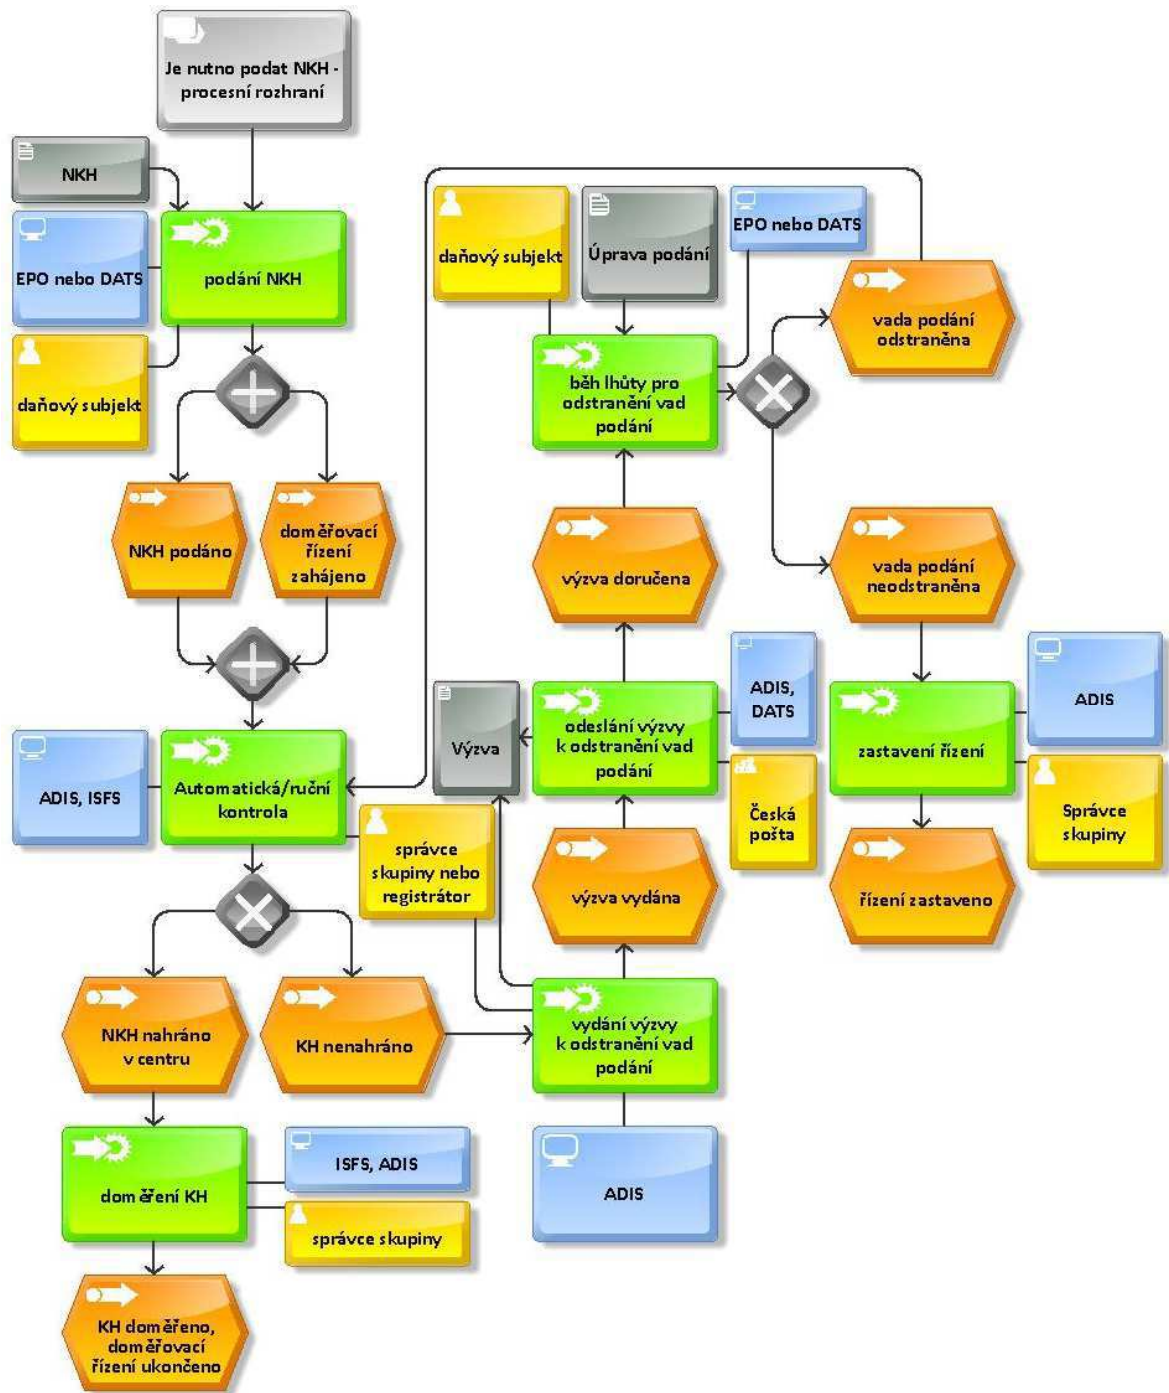 Je nutno podat NKH -
procesní rozhraní
NKH
EPO nebo DATS
podání NKH
daňový subjekt
NKH podáno
doměřovací
řízení
zahájeno
ADIS, ISFS
Automatická/ruční
kontrola
správce
skupiny nebo
registrátor
NKH nahráno
v centru
KH nenahráno
doměření KH
ISFS, ADIS
správce skupiny
KH doměřeno,
doměřovací
řízení ukončeno
daňový subjekt
Úprava podání
EPO nebo DATS
běh lhůty pro
odstranění vad
podání
vada podání
odstraněna
výzva doručena
vada podání
neodstraněna
Výzva
odeslání výzvy
k odstranění vad
podání
ADIS,
DATS
Česká
pošta
zastavení řízení
ADIS
Správce
skupiny
výzva vydána
řízení zastaveno
vydání výzvy
k odstranění vad
podání
ADIS